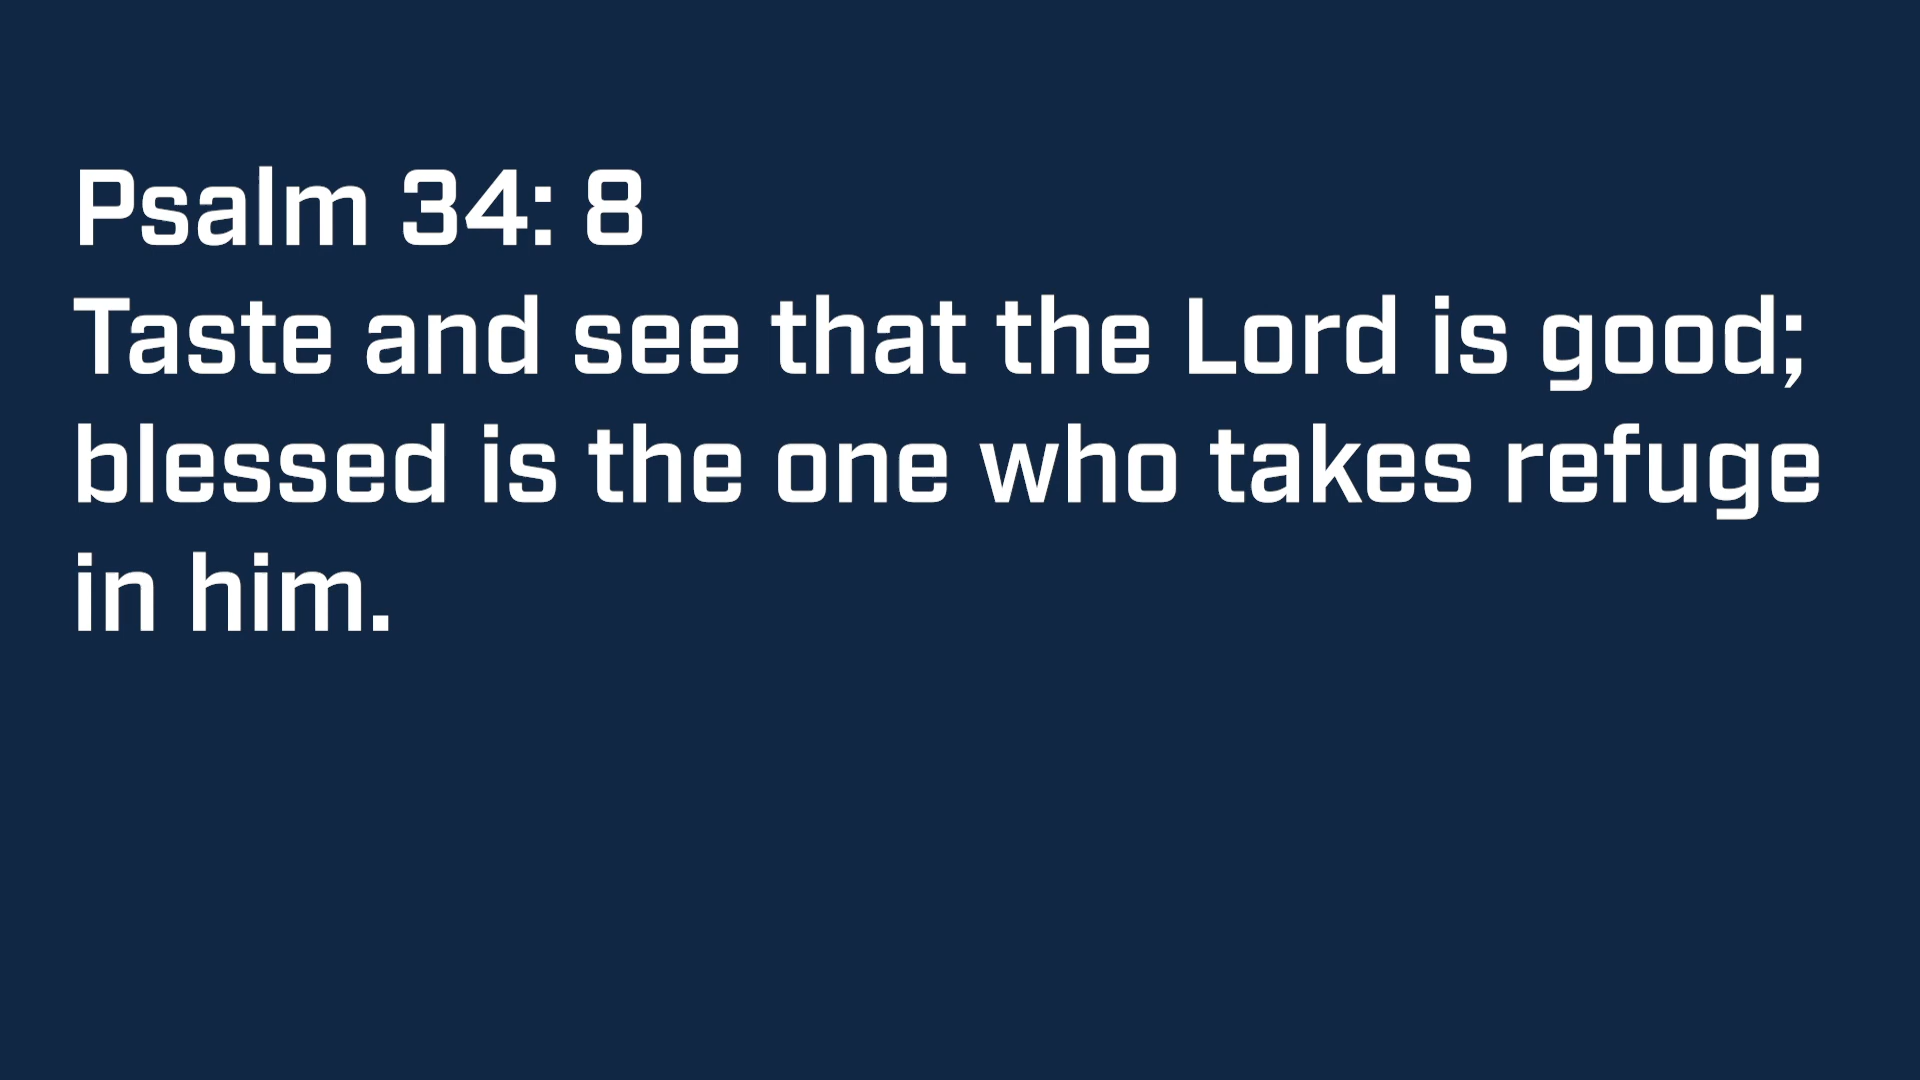 Psalm 34: 8
Taste and see that the Lord is good;
blessed is the one who takes refuge
in him.